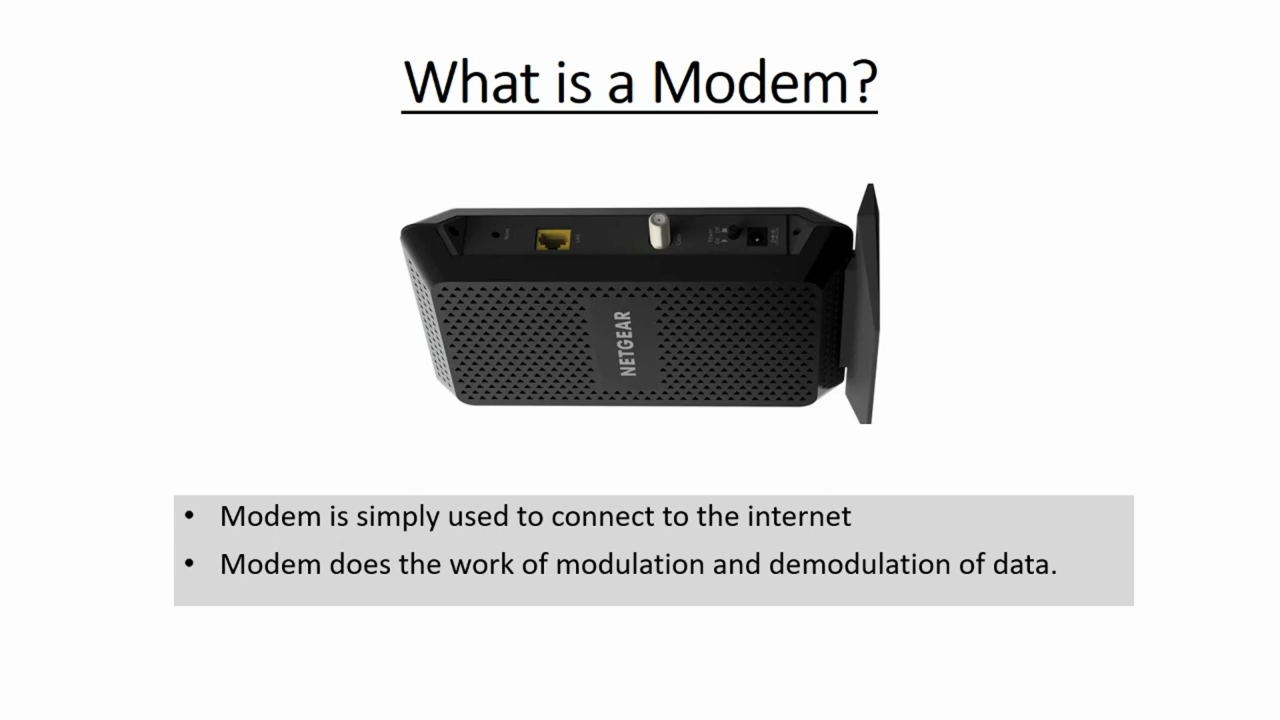 What is a Modem?
NETGEAR
• Modem is simply used to connect to the internet
• Modem does the work of modulation and demodulation of data.